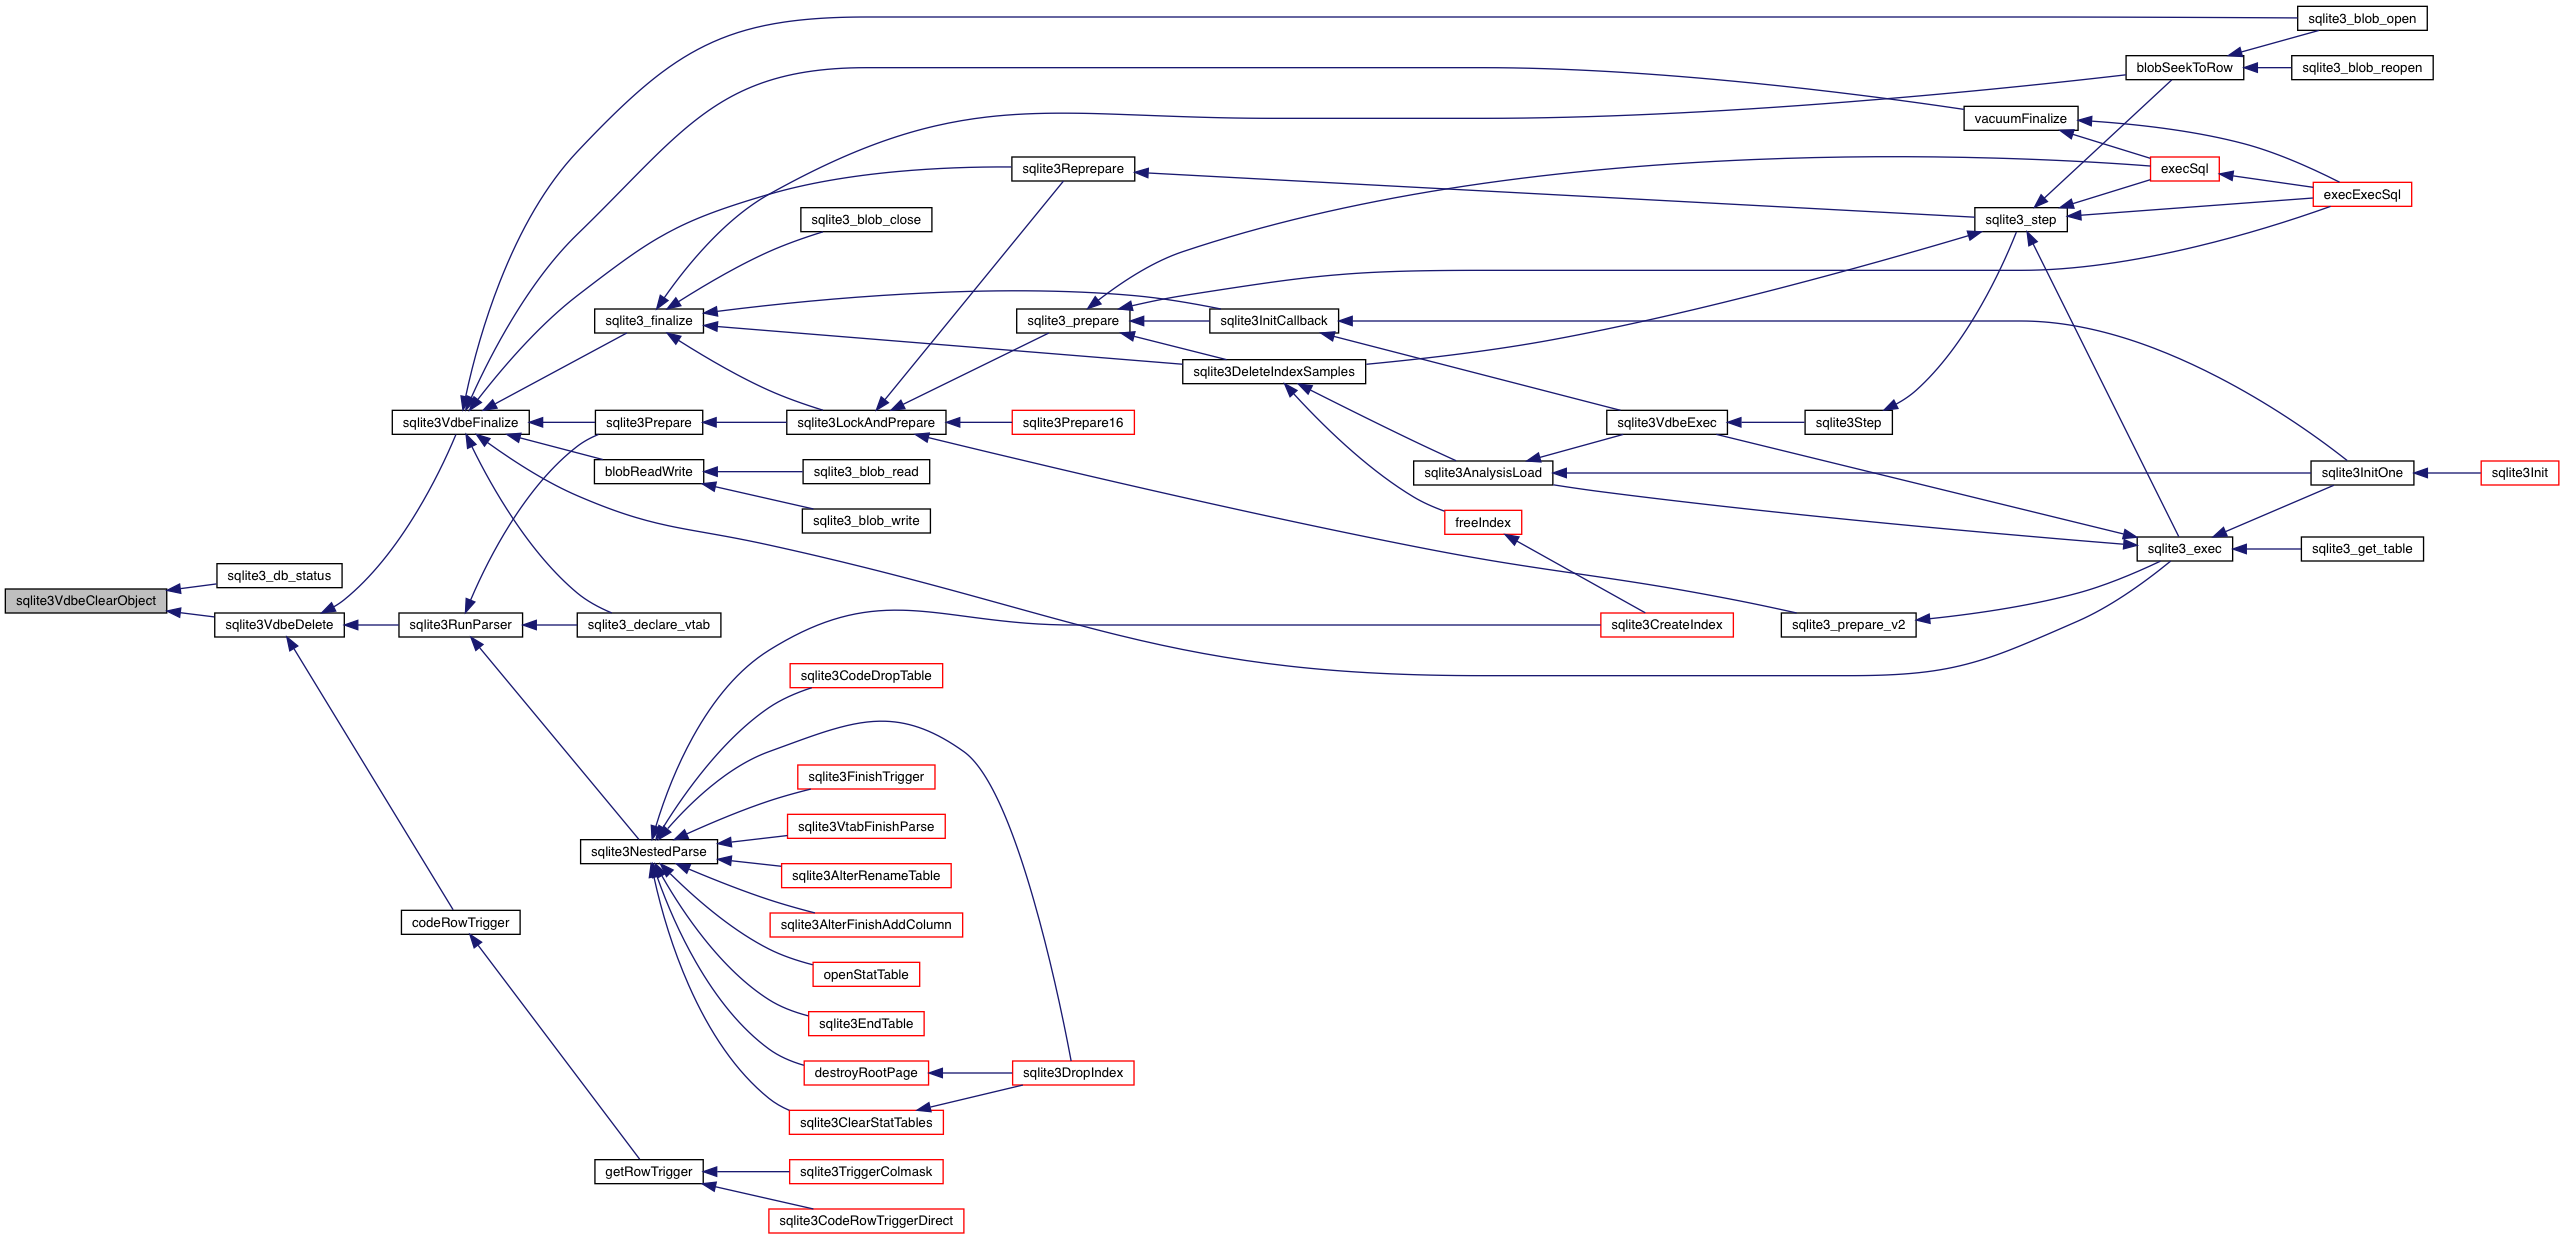 sqlite3_blob_open
blobSeekToRow
sqlite3_blob_reopen
vacuumFinalize
sqlite3Reprepare
execSql
execExecSql
sqlite3_blob_close
sqlite3_step
sqlite3_finalize
sqlite3_prepare
sqlite3InitCallback
sqlite3DeleteIndexSamples
sqlite3VdbeFinalize
sqlite3Prepare
sqlite3LockAndPrepare
sqlite3Prepare16
sqlite3VdbeExec
sqlite3Step
blobReadWrite
sqlite3_blob_read
sqlite3AnalysisLoad
sqlite3InitOne
sqlite3Init
sqlite3_blob_write
freeIndex
sqlite3_exec
sqlite3_get_table
sqlite3_db_status
sqlite3VdbeClearObject
sqlite3VdbeDelete
sqlite3RunParser
sqlite3_declare_vtab
sqlite3CreateIndex
sqlite3_prepare_v2
sqlite3CodeDropTable
sqlite3FinishTrigger
sqlite3VtabFinishParse
sqlite3NestedParse
sqlite3AlterRenameTable
codeRowTrigger
sqlite3AlterFinishAddColumn
openStatTable
sqlite3EndTable
destroyRootPage
sqlite3DropIndex
sqlite3ClearStatTables
getRowTrigger
sqlite3TriggerColmask
sqlite3CodeRowTriggerDirect